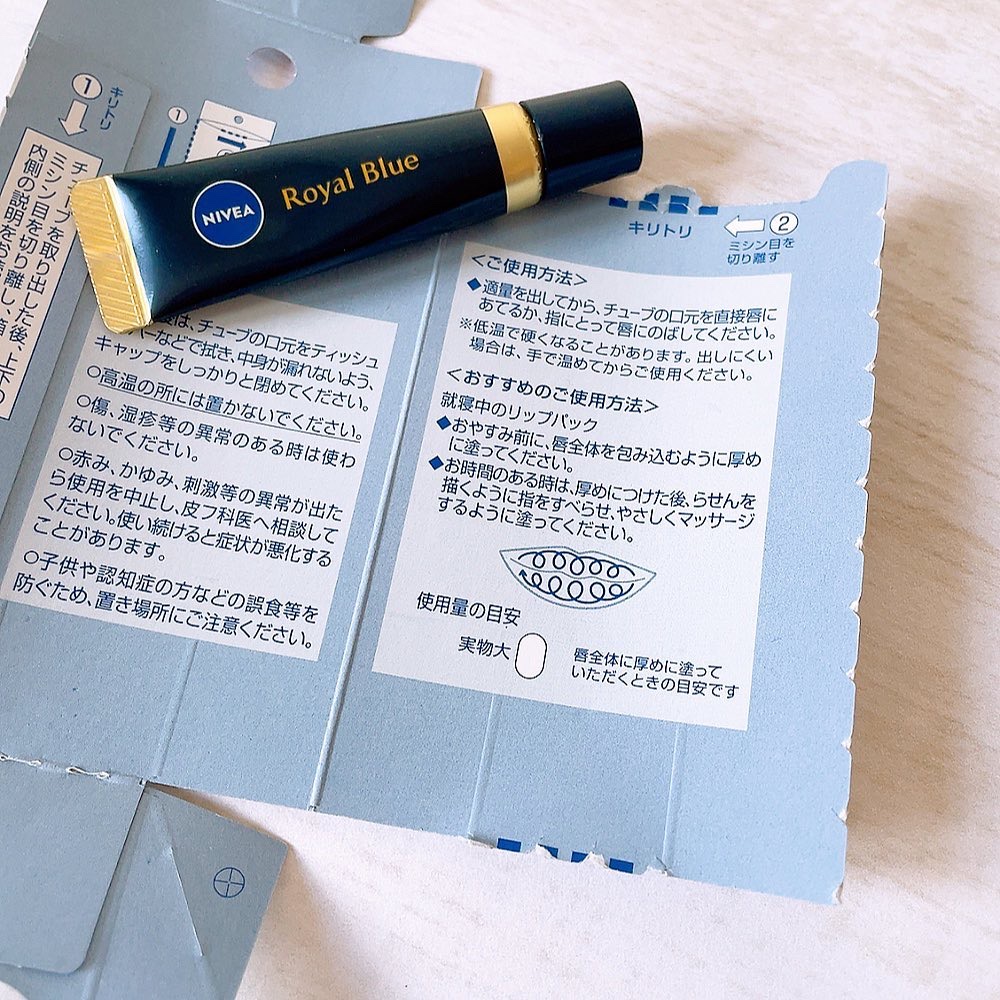 NIVEA
Royal Blue
① キリトリ
ミシン目を切り離し、
①
は、チューブの口元をティッシュ
などで拭き、中身が漏れないよう、
キャップをしっかりと閉めてください。
○高温の所には置かないでください。
○傷、湿疹等の異常のある時は使わ
ないでください。
○赤み、かゆみ、刺激等の異常が出た
ら使用を中止し、皮フ科医へ相談して
ください。使い続けると症状が悪化する
ことがあります。
○子供や認知症の方などの誤食等を
防ぐため、置き場所にご注意ください。
キリトリ
②
ミシン目を
切り離す
＜ご使用方法＞
◆適量を出してから、チューブの口元を直接唇に
あてるか、指にとって唇にのばしてください。
※低温で硬くなることがあります。出しにくい
場合は、手で温めてからご使用ください。
＜おすすめのご使用方法＞
就寝中のリップパック
◆おやすみ前に、唇全体を包み込むように厚め
に塗ってください。
◆お時間のある時は、厚めにつけた後、らせんを
描くように指をすべらせ、やさしくマッサージ
するように塗ってください。
使用量の目安
実物大
唇全体に厚めに塗って
いただくときの目安です